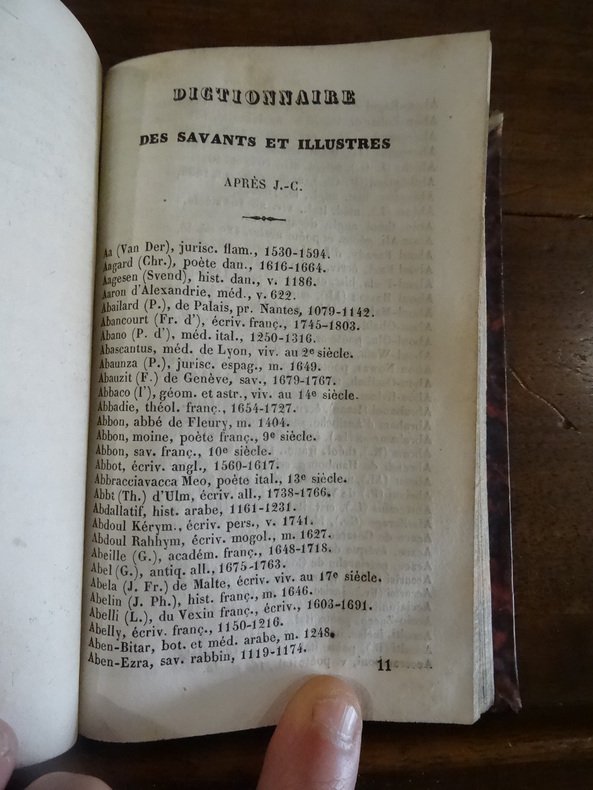 DICTIONNAIRE
DES SAVANTS ET ILLUSTRES
APRÈS J.-C.
Aa (Van Der), jurisc. flam., 1530-1594.
Aagard (Chr.), poète dan., 1616-1664.
Aagesen (Svend), hist. dan., v. 1186.
Aaron d'Alexandrie, méd., v. 622.
Abailard (P.), de Palais, pr. Nantes, 1079-1142.
Abancourt (Fr. d'), écriv. franç., 1745-1803.
Abano (P. d'), méd. ital., 1250-1316.
Abascantus, méd. de Lyon, viv. au 2e siècle.
Abaunza (P.), jurisc. espag., m. 1649.
Abauzit (F.) de Genève, sav., 1679-1767.
Abbaco (l'), géom. et astr., viv. au 14e siècle.
Abbadie, théol. franç., 1654-1727.
Abbon, abbé de Fleury, m. 1404.
Abbon, moine, poète franç., 9e siècle.
Abbon, sav. franç., 10e siècle.
Abbot, écriv. angl., 1560-1617.
Abbracciavacca Meo, poète ital., 13e siècle.
Abbt (Th.) d'Ulm, écriv. all., 1738-1766.
Abdallatif, hist. arabe, 1161-1231.
Abdoul Kérym., écriv. pers., v. 1741.
Abdoul Rahhym, écriv. mogol., m. 1627.
Abeille (G.), académ. franç., 1648-1718.
Abel (G.), antiq. all., 1675-1763.
Abela (J. Fr.) de Malte, écriv. viv. au 17e siècle.
Abelin (J. Ph.), hist. franç., m. 1646.
Abelli (L.), du Vexin franç., écriv., 1603-1691.
Abelly, écriv. franç., 1150-1216.
Aben-Bitar, bot. et méd. arabe, m. 1248.
Aben-Ezra, sav. rabbin, 1119-1174.
11